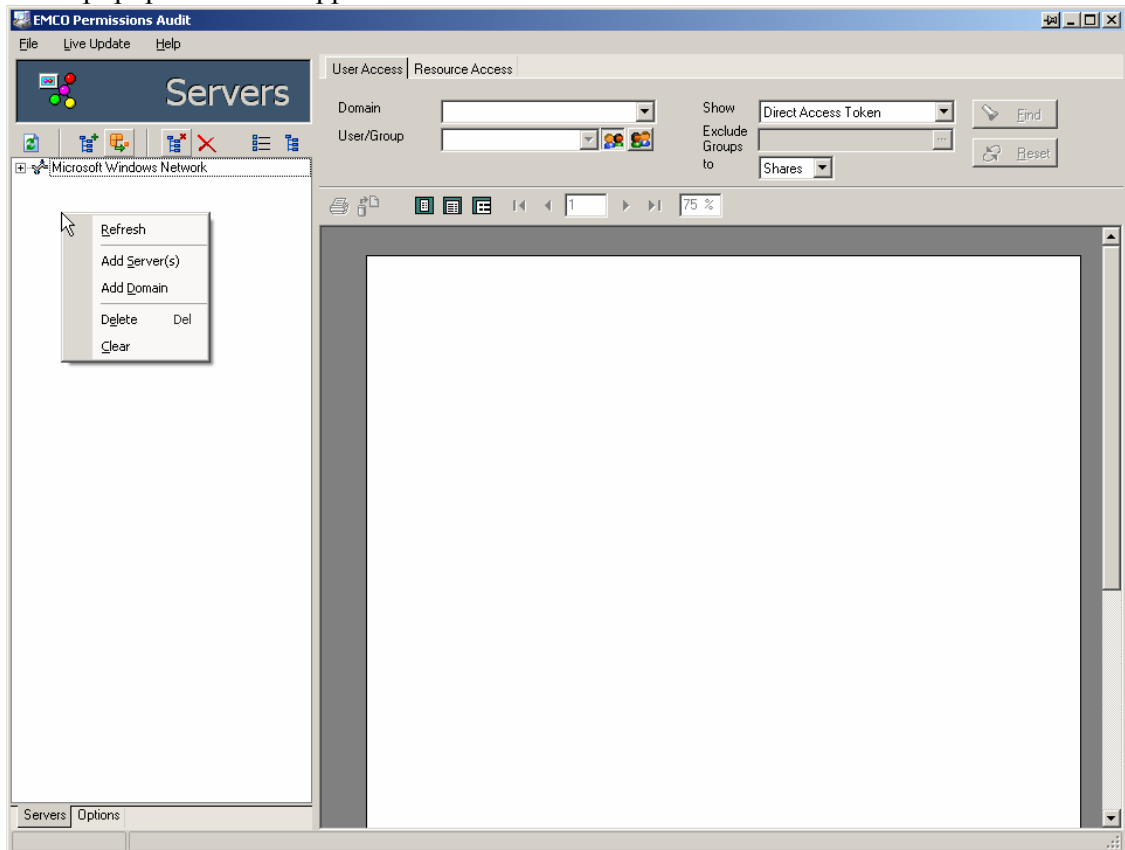 EMCO Permissions Audit
File Live Update Help
Servers
Microsoft Windows Network
Refresh
Add Server(s)
Add Domain
Delete Del
Clear
Servers Options
User Access Resource Access
Domain
User/Group
Show Direct Access Token
Exclude
Groups
to Shares
Find
Reset
1 75 %